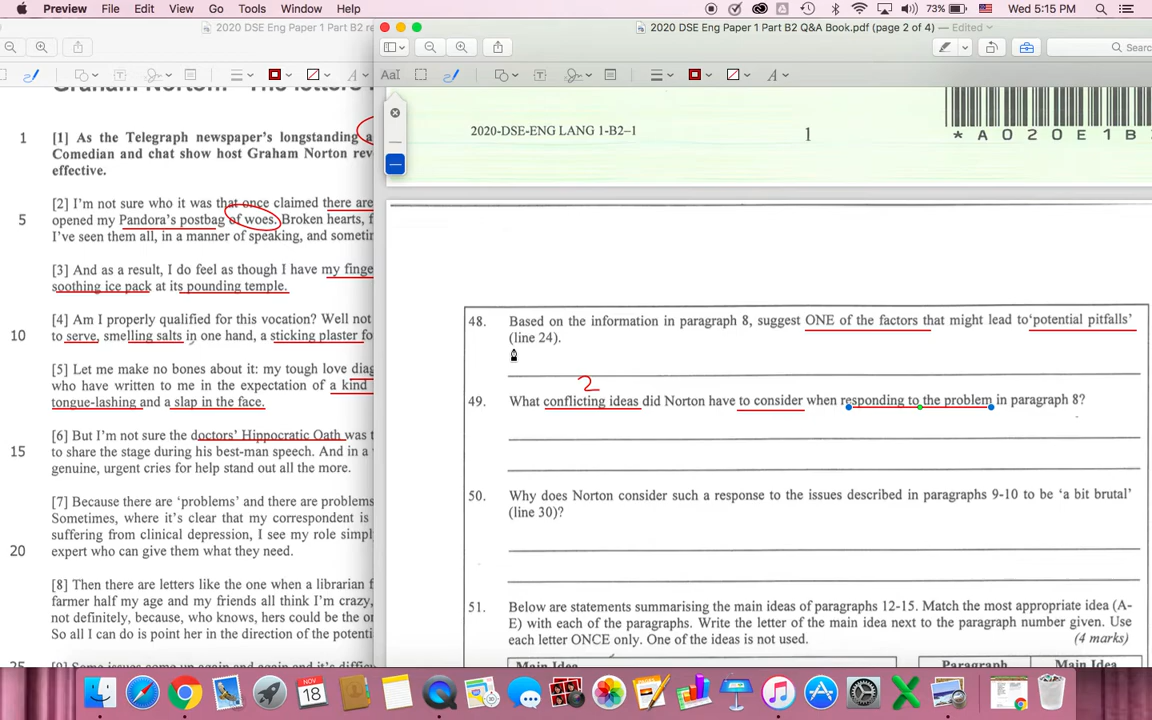 Preview File Edit View Go Tools Window Help
73% Wed 5:15 PM
2020 DSE Eng Paper 1 Part B2 re
2020 DSE Eng Paper 1 Part B2 Q&A Book.pdf (page 2 of 4) — Edited
Searc
AaI
1 [1] As the Telegraph newspaper's longstanding a
Comedian and chat show host Graham Norton rev
effective.
[2] I'm not sure who it was that once claimed there are
5 opened my Pandora's postbag of woes. Broken hearts, f
I've seen them all, in a manner of speaking, and sometin
[3] And as a result, I do feel as though I have my finge
soothing ice pack at its pounding temple.
[4] Am I properly qualified for this vocation? Well not
10 to serve, smelling salts in one hand, a sticking plaster fo
[5] Let me make no bones about it: my tough love diag
who have written to me in the expectation of a kind
tongue-lashing and a slap in the face.
[6] But I'm not sure the doctors' Hippocratic Oath was t
15 to share the stage during his best-man speech. And in a
genuine, urgent cries for help stand out all the more.
[7] Because there are 'problems' and there are problems
Sometimes, where it's clear that my correspondent is
suffering from clinical depression, I see my role simpl
20 expert who can give them what they need.
[8] Then there are letters like the one when a librarian f
farmer half my age and my friends all think I'm crazy,
not definitely, because, who knows, hers could be the on
So all I can do is point her in the direction of the potenti
2020-DSE-ENG LANG 1-B2–1
1
*A020E1B
48. Based on the information in paragraph 8, suggest ONE of the factors that might lead to 'potential pitfalls'
(line 24).
2
49. What conflicting ideas did Norton have to consider when responding to the problem in paragraph 8?
50. Why does Norton consider such a response to the issues described in paragraphs 9-10 to be 'a bit brutal'
(line 30)?
51. Below are statements summarising the main ideas of paragraphs 12-15. Match the most appropriate idea (A-
E) with each of the paragraphs. Write the letter of the main idea next to the paragraph number given. Use
each letter ONCE only. One of the ideas is not used. (4 marks)
Main Idea Paragraph Main Idea
NOV
18